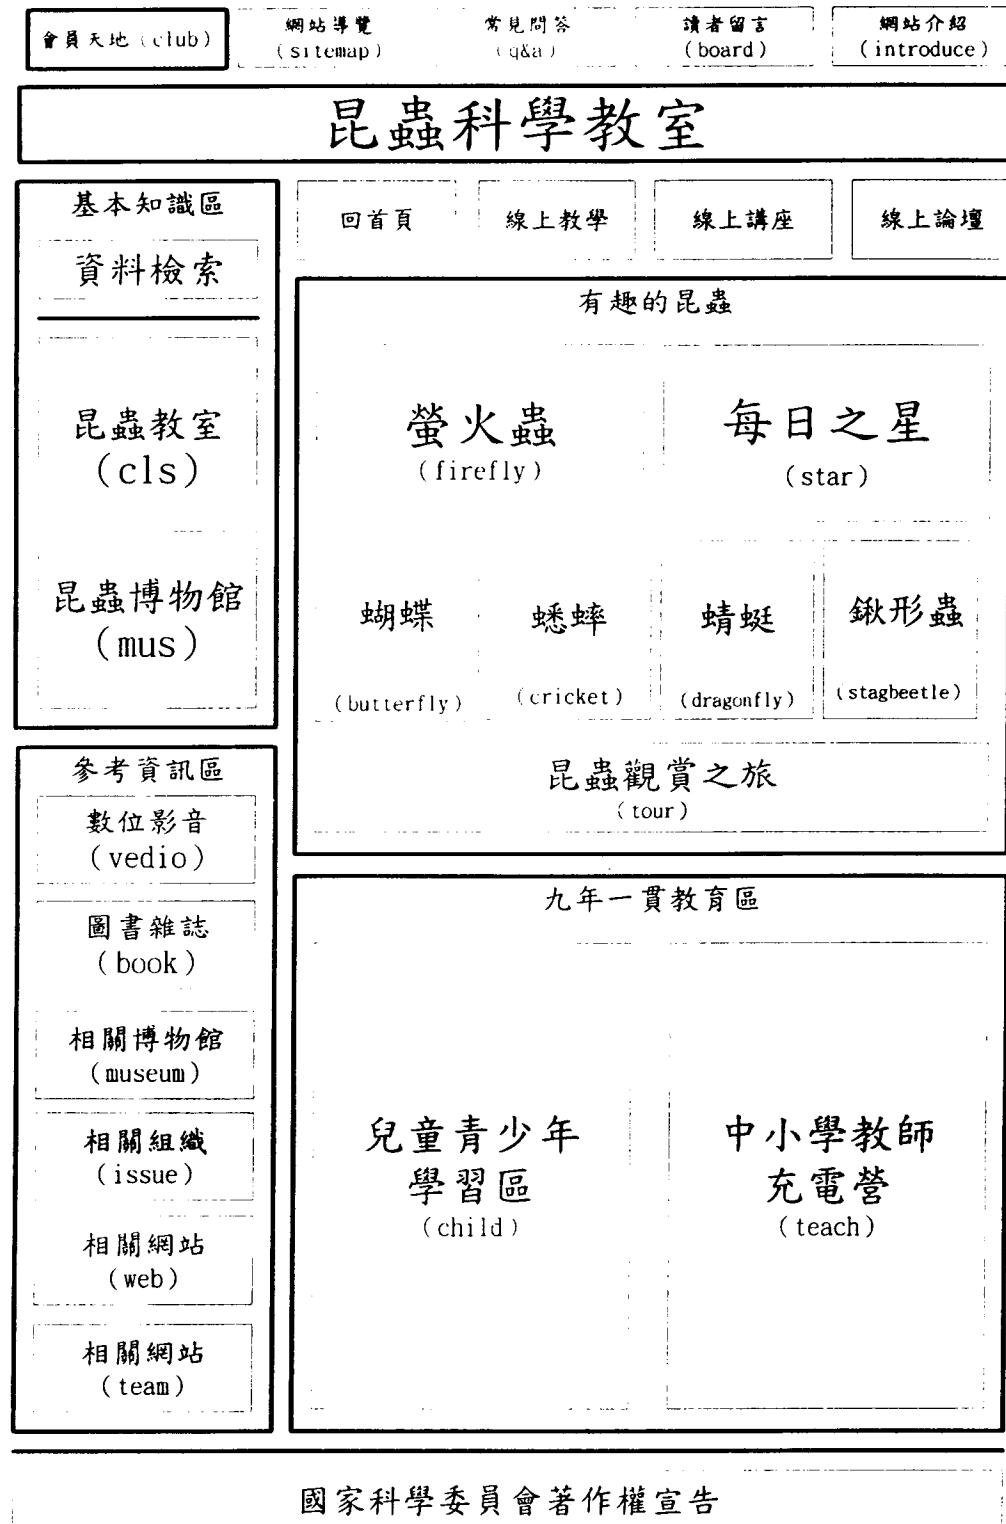 會員天地(club)
網站導覽
(sitemap)
常見問答
(q&a)
讀者留言
(board)
網站介紹
(introduce)
昆蟲科學教室
基本知識區
資料檢索
昆蟲教室
(cls)
昆蟲博物館
(mus)
參考資訊區
數位影音
(vedio)
圖書雜誌
(book)
相關博物館
(museum)
相關組織
(issue)
相關網站
(web)
相關網站
(team)
回首頁
線上教學
線上講座
線上論壇
有趣的昆蟲
螢火蟲
(firefly)
每日之星
(star)
蝴蝶
(butterfly)
蟋蟀
(cricket)
蜻蜓
(dragonfly)
鍬形蟲
(stagbeetle)
昆蟲觀賞之旅
(tour)
九年一貫教育區
兒童青少年
學習區
(child)
中小學教師
充電營
(teach)
國家科學委員會著作權宣告